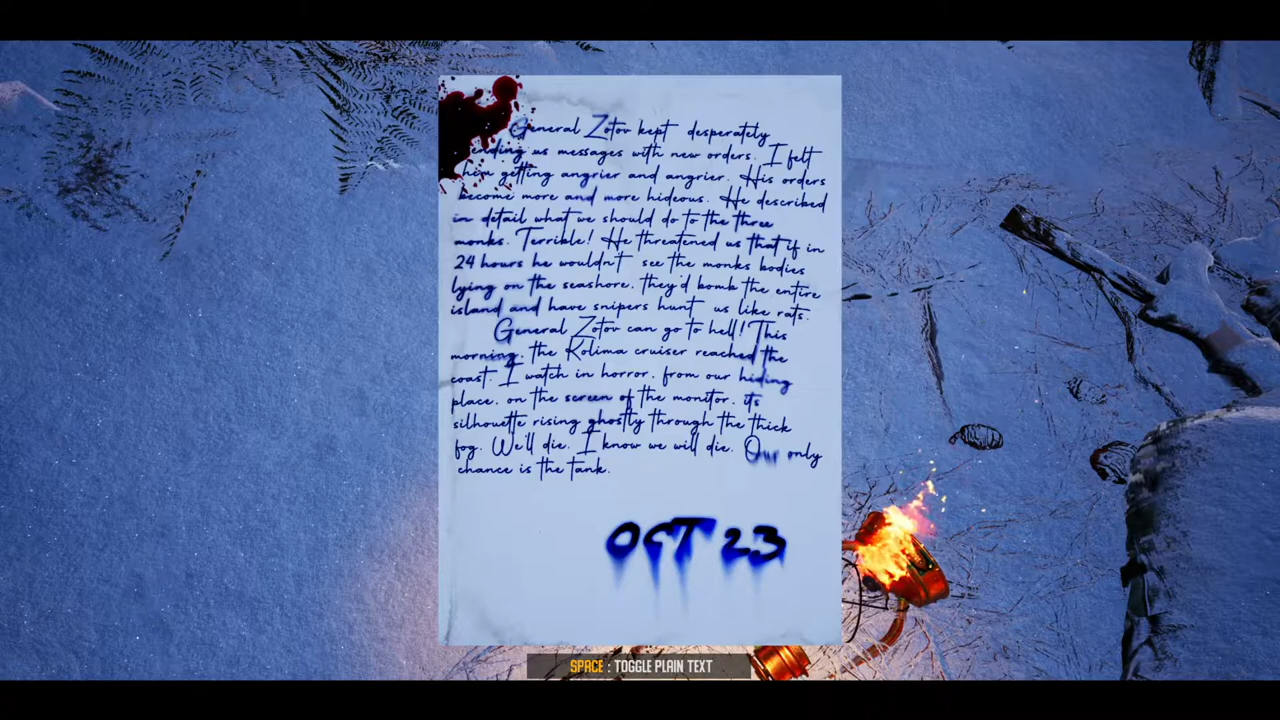 General Zotov kept desperately
ending us messages with new orders. I felt
him getting angrier and angrier. His orders
become more and more hideous. He described
in detail what we should do to the three
monks. Terrible! He threatened us that if in
24 hours he wouldn't see the monks bodies
lying on the seashore, they'd bomb the entire
island and have snipers hunt us like rats.
General Zotov can go to hell! This
morning, the Kolima cruiser reached the
coast. I watch in horror, from our hiding
place, on the screen of the monitor, its
silhouette rising ghostly through the thick
fog. We'll die. I know we will die. Our only
chance is the tank.
OCT 23
SPACE : TOGGLE PLAIN TEXT